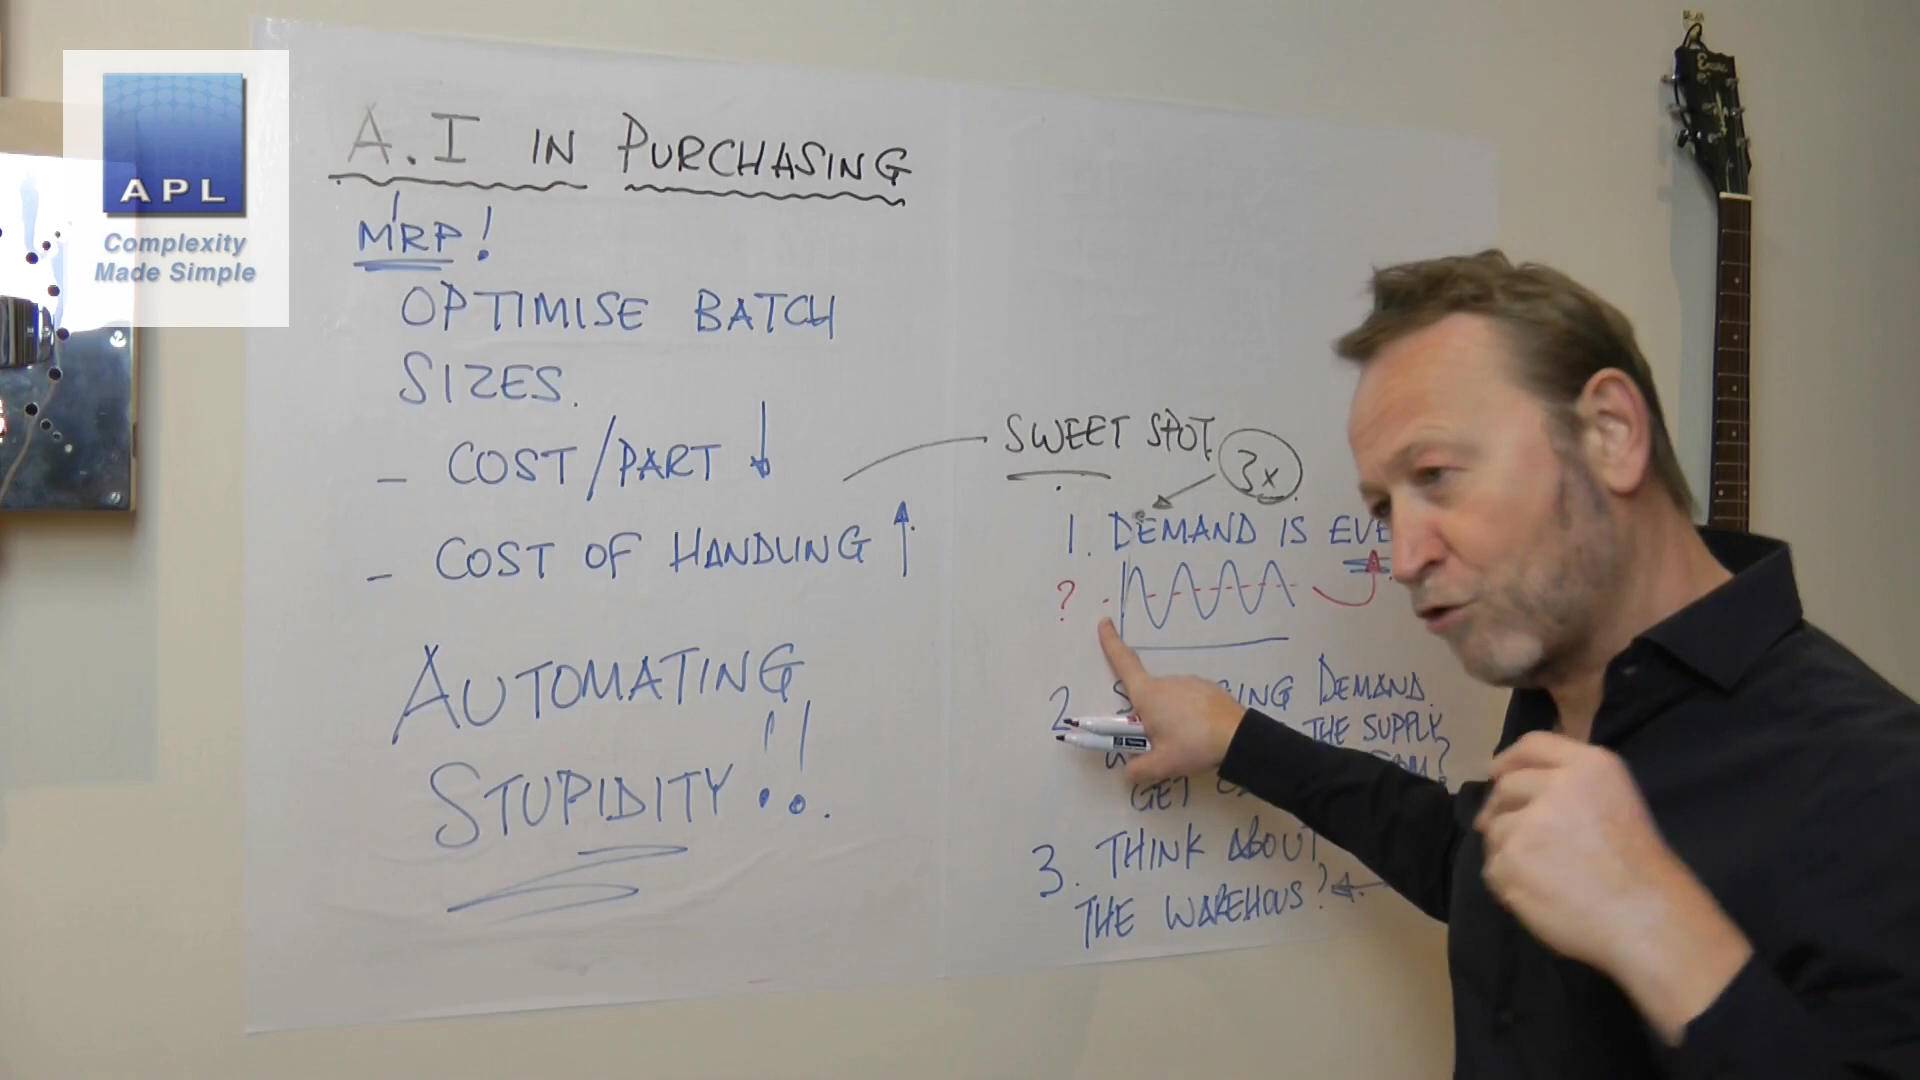 APL
Complexity
Made Simple
A.I IN PURCHASING
MRP!
OPTIMISE BATCH
SIZES.
- COST/PART ↓
- COST OF HANDLING ↑
AUTOMATING
STUPIDITY!!.
SWEET SPOT.
3x.
1. DEMAND IS EVE
?
2. DEMAND.
THE SUPPLY
GET
3. THINK ABOUT
THE WAREHOUS?